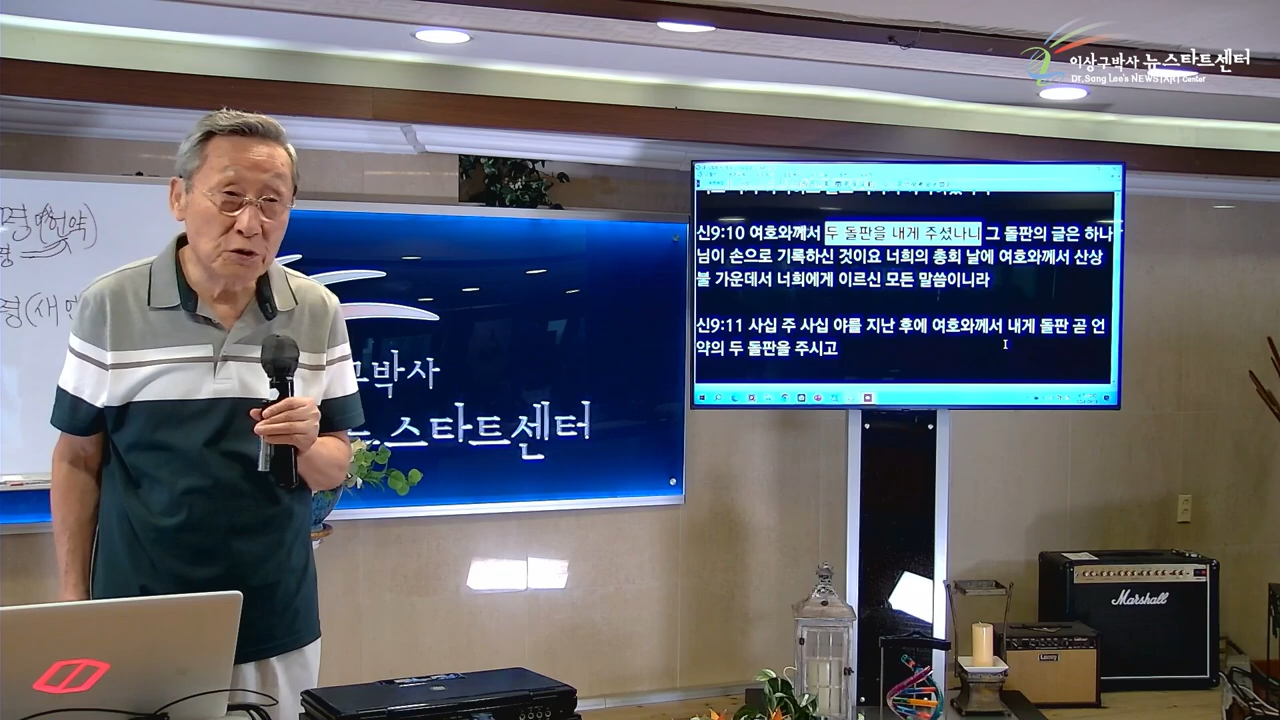 이상구박사 뉴스타트센터
Dr.Sang Lee's NEWSTART Center
신9:10 여호와께서 두 돌판을 내게 주셨나니 그 돌판의 글은 하나
님이 손으로 기록하신 것이요 너희의 총회 날에 여호와께서 산상
불 가운데서 너희에게 이르신 모든 말씀이니라
신9:11 사십 주 사십 야를 지난 후에 여호와께서 내게 돌판 곧 언
약의 두 돌판을 주시고
구박사
뉴스타트센터
Marshall
Laney